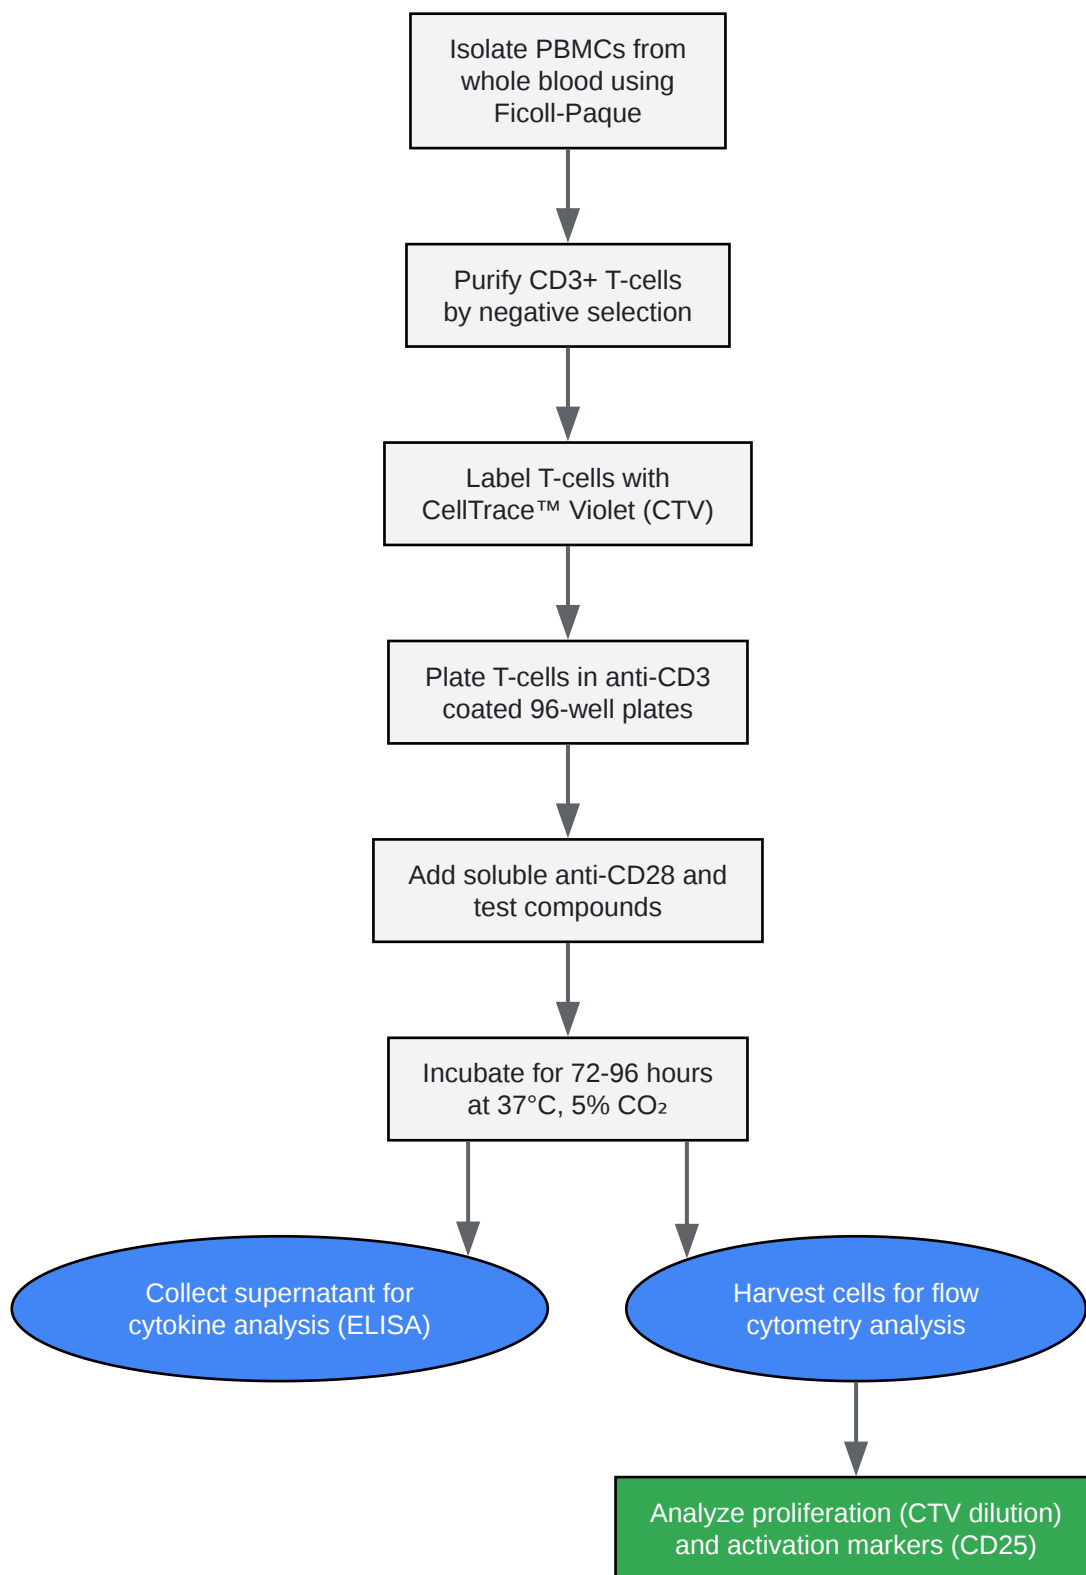 Isolate PBMCs from
whole blood using
Ficoll-Paque
Purify CD3+ T-cells
by negative selection
Label T-cells with
CellTrace™ Violet (CTV)
Plate T-cells in anti-CD3
coated 96-well plates
Add soluble anti-CD28 and
test compounds
Incubate for 72-96 hours
at 37°C, 5% CO₂
Collect supernatant for
cytokine analysis (ELISA)
Harvest cells for flow
cytometry analysis
Analyze proliferation (CTV dilution)
and activation markers (CD25)